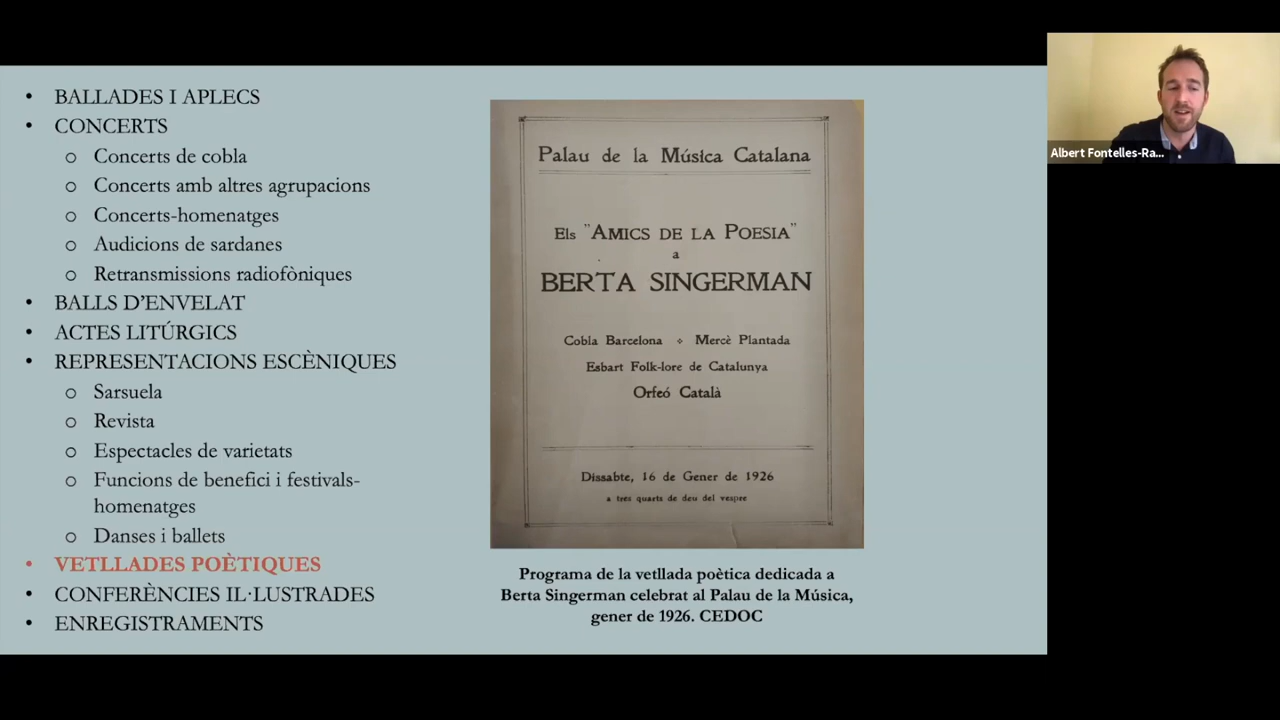 • BALLADES I APLECS
• CONCERTS
o Concerts de cobla
o Concerts amb altres agrupacions
o Concerts-homenatges
o Audicions de sardanes
o Retransmissions radiofòniques
• BALLS D'ENVELAT
• ACTES LITÚRGICS
• REPRESENTACIONS ESCÈNIQUES
o Sarsuela
o Revista
o Espectacles de varietats
o Funcions de benefici i festivals-
homenatges
o Danses i ballets
• VETLLADES POÈTIQUES
• CONFERÈNCIES IL·LUSTRADES
• ENREGISTRAMENTS
Palau de la Música Catalana
Els "AMICS DE LA POESIA"
a
BERTA SINGERMAN
Cobla Barcelona ❖ Mercè Plantada
Esbart Folk-lore de Catalunya
Orfeó Català
Dissabte, 16 de Gener de 1926
a tres quarts de deu del vespre
Programa de la vetllada poètica dedicada a
Berta Singerman celebrat al Palau de la Música,
gener de 1926. CEDOC
Albert Fontelles-Ra...